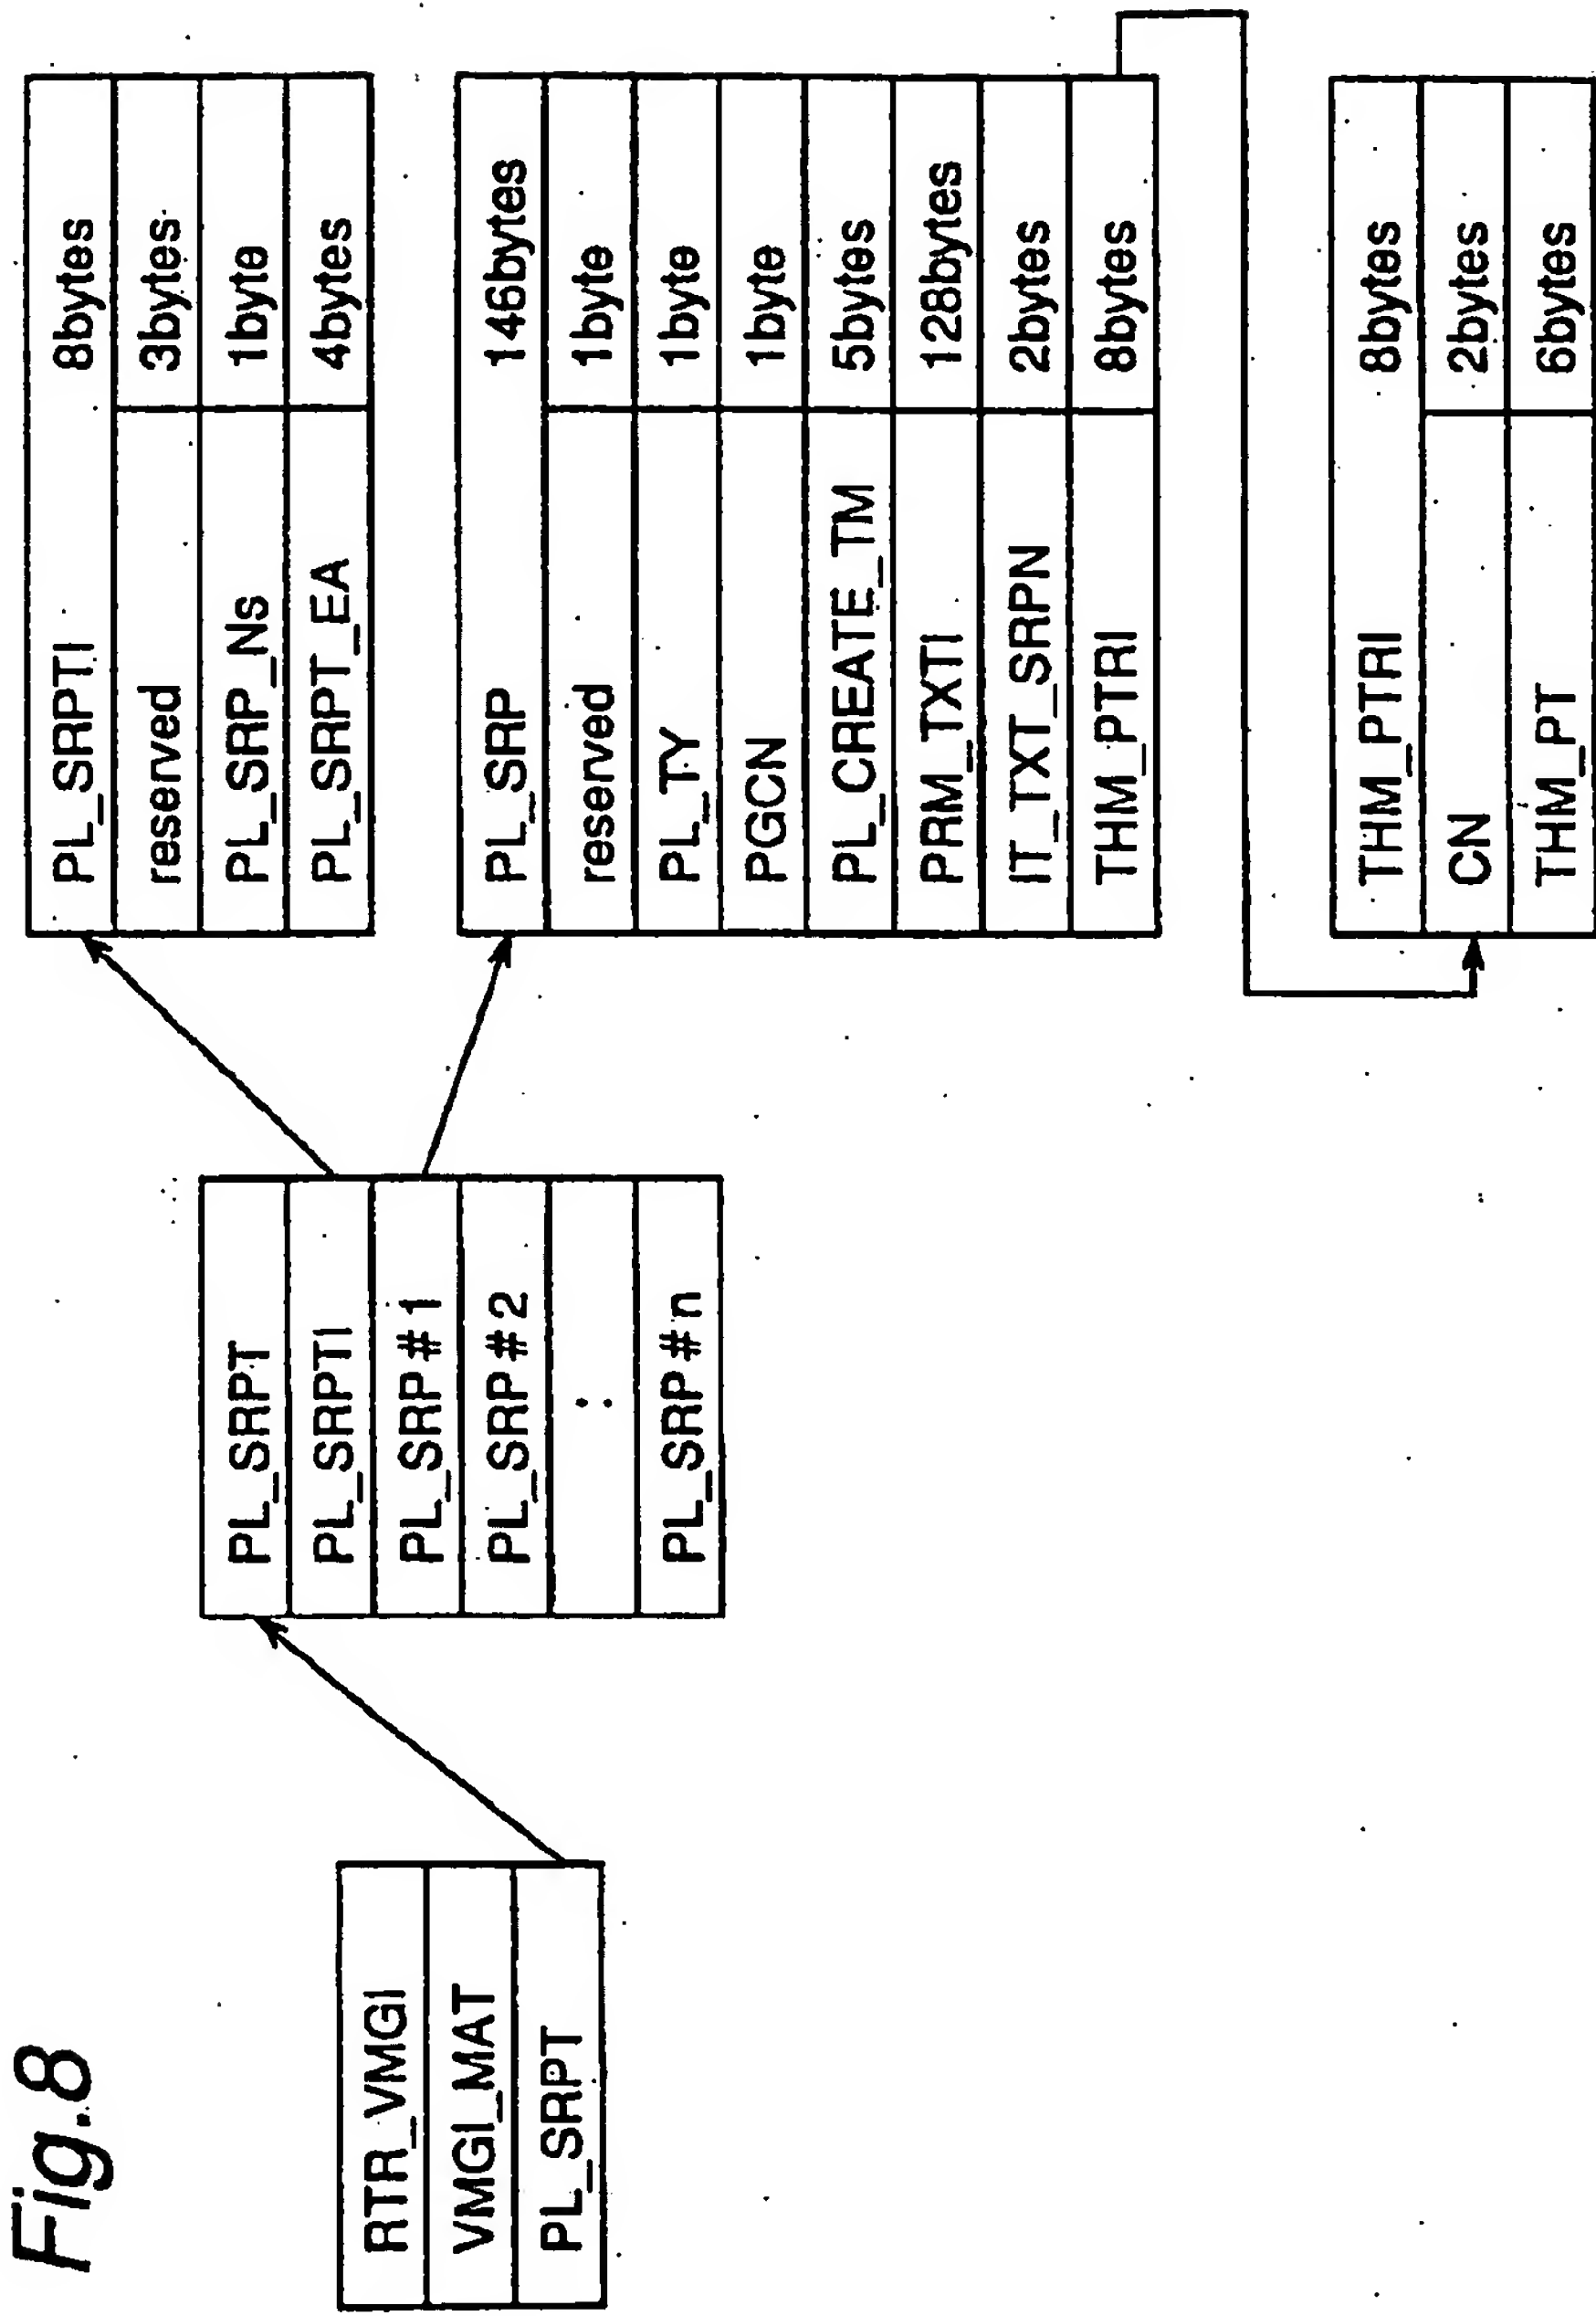 Fig.8
RTR_VMGI
VMGI_MAT
PL_SRPT
PL_SRPT
PL_SRPTI
PL_SRP#1
PL_SRP#2
:
PL_SRP#n
PL_SRPTI 8bytes
reserved 3bytes
PL_SRP_Ns 1byte
PL_SRPT_EA 4bytes
PL_SRP 146bytes
reserved 1byte
PL_TY 1byte
PGCN 1byte
PL_CREATE_TM 5bytes
PRM_TXTI 128bytes
IT_TXT_SRPN 2bytes
THM_PTRI 8bytes
THM_PTRI 8bytes
CN 2bytes
THM_PT 6bytes